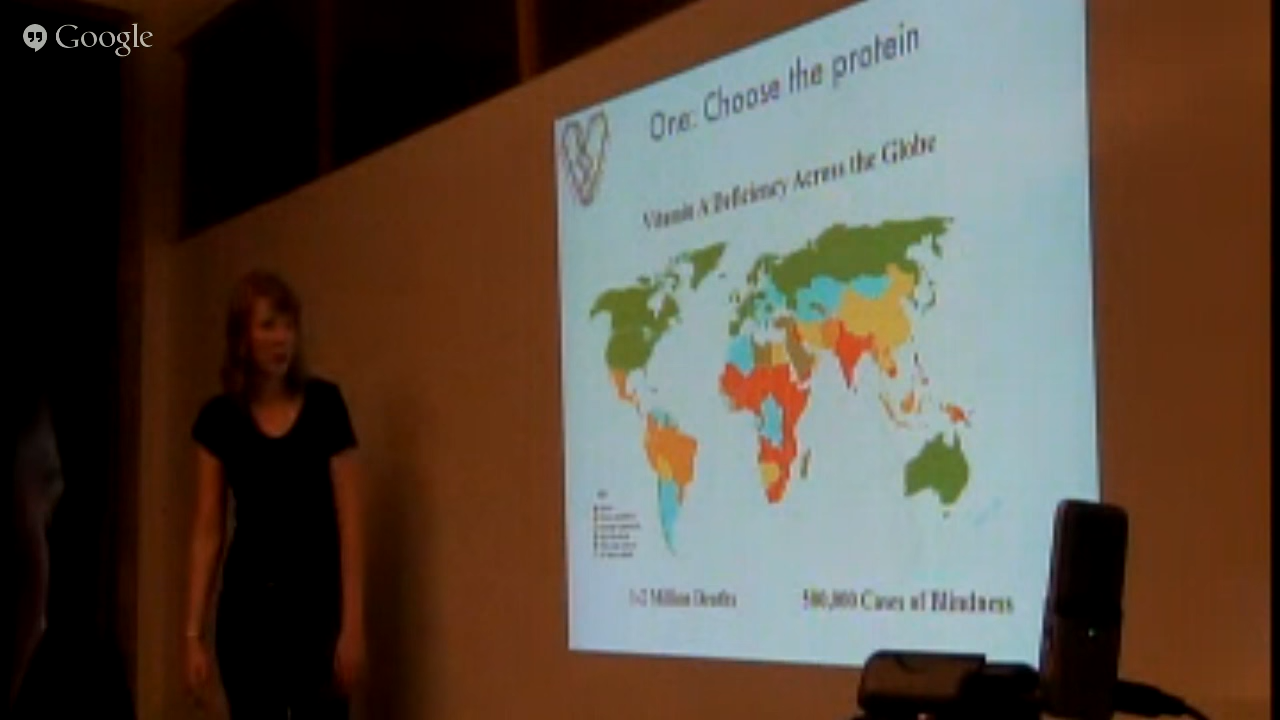 Google
One: Choose the protein
Vitamin A Deficiency Across the Globe
1-2 Million Deaths
500,000 Cases of Blindness